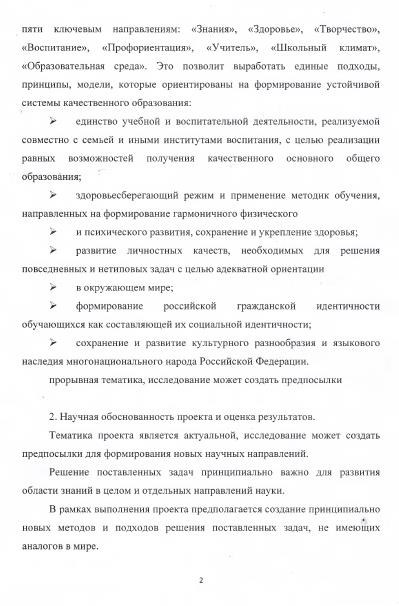 пяти ключевым направлениям: «Знания», «Здоровье», «Творчество»,
«Воспитание», «Профориентация», «Учитель», «Школьный климат»,
«Образовательная среда». Это позволит выработать единые подходы,
принципы, модели, которые ориентированы на формирование устойчивой
системы качественного образования:
➢ единство учебной и воспитательной деятельности, реализуемой
совместно с семьей и иными институтами воспитания, с целью реализации
равных возможностей получения качественного основного общего
образования;
➢ здоровьесберегающий режим и применение методик обучения,
направленных на формирование гармоничного физического
➢ и психического развития, сохранение и укрепление здоровья;
➢ развитие личностных качеств, необходимых для решения
повседневных и нетиповых задач с целью адекватной ориентации
➢ в окружающем мире;
➢ формирование российской гражданской идентичности
обучающихся как составляющей их социальной идентичности;
➢ сохранение и развитие культурного разнообразия и языкового
наследия многонационального народа Российской Федерации.
прорывная тематика, исследование может создать предпосылки
2. Научная обоснованность проекта и оценка результатов.
Тематика проекта является актуальной, исследование может создать
предпосылки для формирования новых научных направлений.
Решение поставленных задач принципиально важно для развития
области знаний в целом и отдельных направлений науки.
В рамках выполнения проекта предполагается создание принципиально
новых методов и подходов решения поставленных задач, не имеющих
аналогов в мире.
2